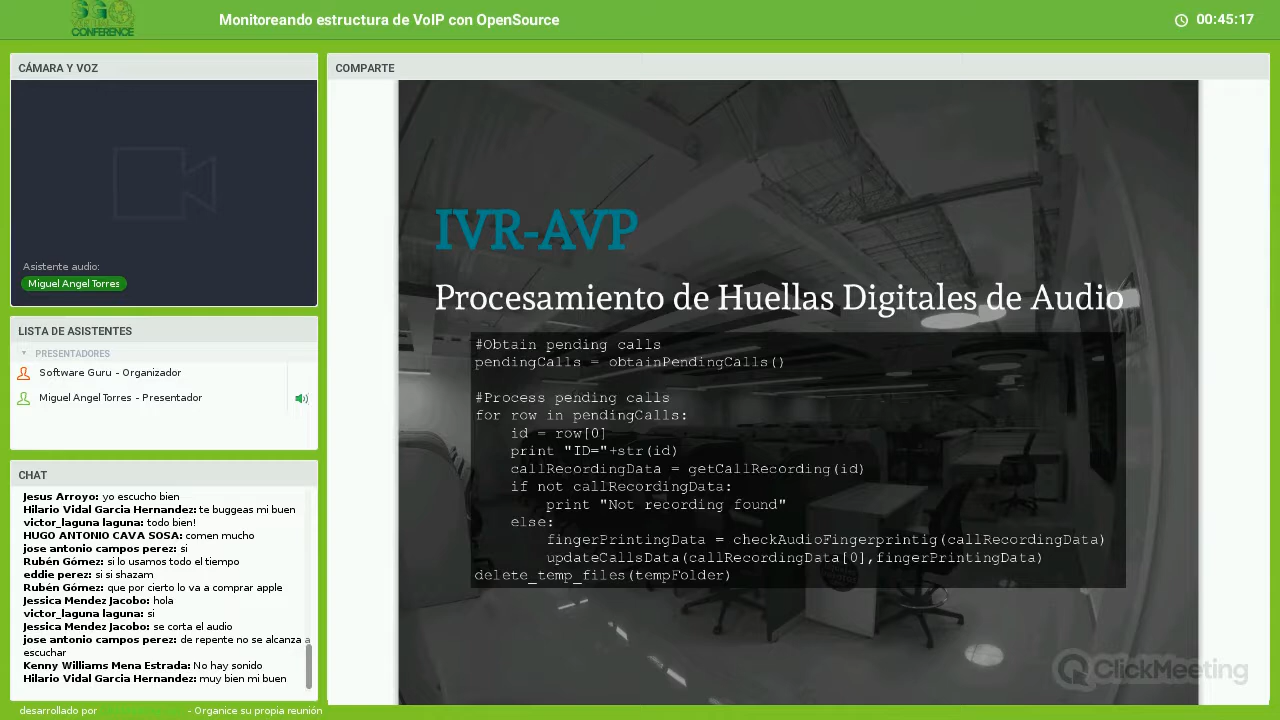 SG
CONFERENCE
Monitoreando estructura de VoIP con OpenSource
00:45:17
CÁMARA Y VOZ
Asistente audio:
Miguel Angel Torres
LISTA DE ASISTENTES
PRESENTADORES
Software Guru - Organizador
Miguel Angel Torres - Presentador
CHAT
Jesus Arroyo: yo escucho bien
Hilario Vidal Garcia Hernandez: te buggeas mi buen
victor_laguna laguna: todo bien!
HUGO ANTONIO CAVA SOSA: comen mucho
jose antonio campos perez: si
Rubén Gómez: si lo usamos todo el tiempo
eddie perez: si si shazam
Rubén Gómez: que por cierto lo va a comprar apple
Jessica Mendez Jacobo: hola
victor_laguna laguna: si
Jessica Mendez Jacobo: se corta el audio
jose antonio campos perez: de repente no se alcanza a
escuchar
Kenny Williams Mena Estrada: No hay sonido
Hilario Vidal Garcia Hernandez: muy bien mi buen
desarrollado por - Organice su propia reunión
COMPARTE
IVR-AVP
Procesamiento de Huellas Digitales de Audio
#Obtain pending calls
pendingCalls = obtainPendingCalls()
#Process pending calls
for row in pendingCalls:
id = row[0]
print "ID="+str(id)
callRecordingData = getCallRecording(id)
if not callRecordingData:
print "Not recording found"
else:
fingerPrintingData = checkAudioFingerprintig(callRecordingData)
updateCallsData(callRecordingData[0],fingerPrintingData)
delete_temp_files(tempFolder)
ClickMeeting